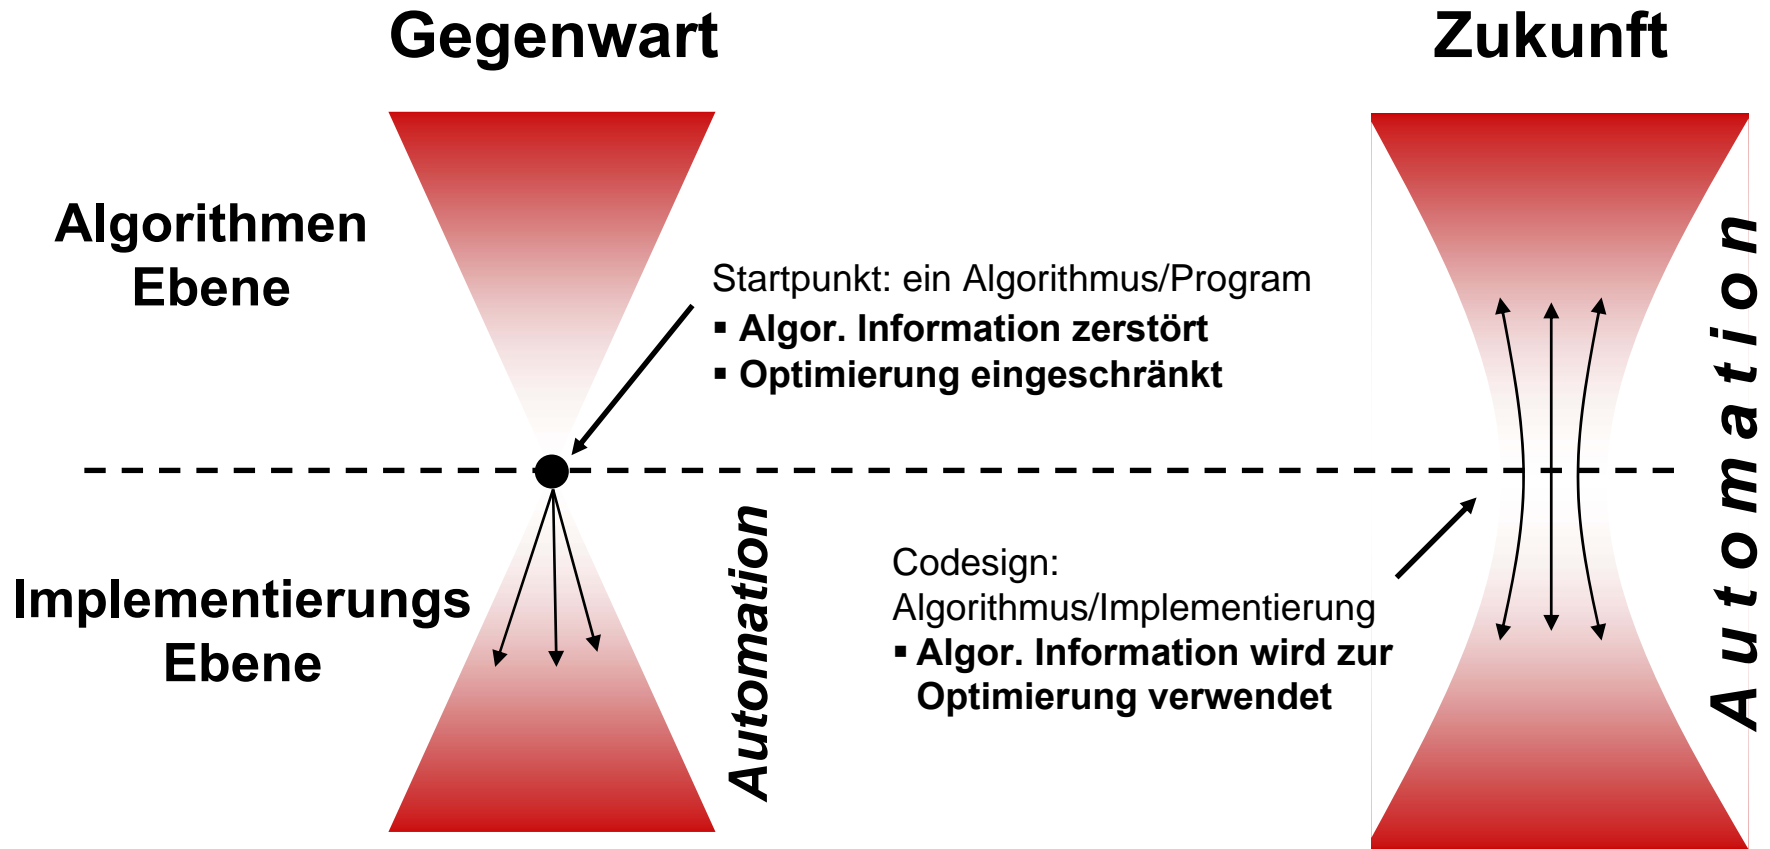 Gegenwart
Zukunft
Algorithmen
Ebene
Startpunkt: ein Algorithmus/Program
▪ Algor. Information zerstört
▪ Optimierung eingeschränkt
Implementierungs
Ebene
Automation
Codesign:
Algorithmus/Implementierung
▪ Algor. Information wird zur
Optimierung verwendet
Automation